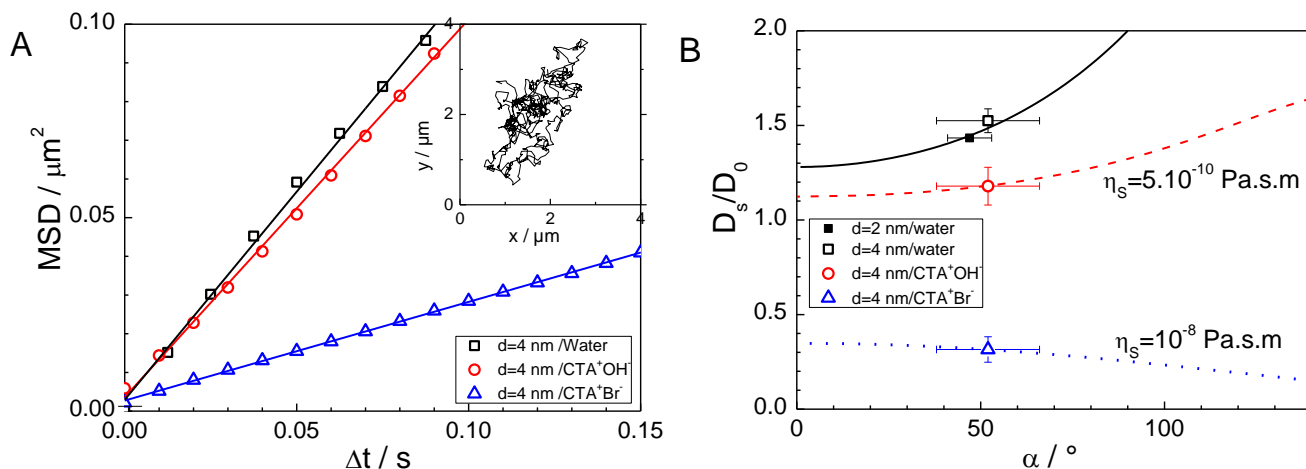 A
MSD / μm²
0.10
0.05
0.00
0.00 0.05 0.10 0.15
Δt / s
4
2
0
0 2 4
y / μm
x / μm
d=4 nm /Water
d=4 nm /CTA⁺OH⁻
d=4 nm /CTA⁺Br⁻
B
Dₛ/D₀
2.0
1.5
1.0
0.5
0.0
0 50 100
α / °
ηₛ=5.10⁻¹⁰ Pa.s.m
d=2 nm/water
d=4 nm/water
d=4 nm/CTA⁺OH⁻
d=4 nm/CTA⁺Br⁻
ηₛ=10⁻⁸ Pa.s.m